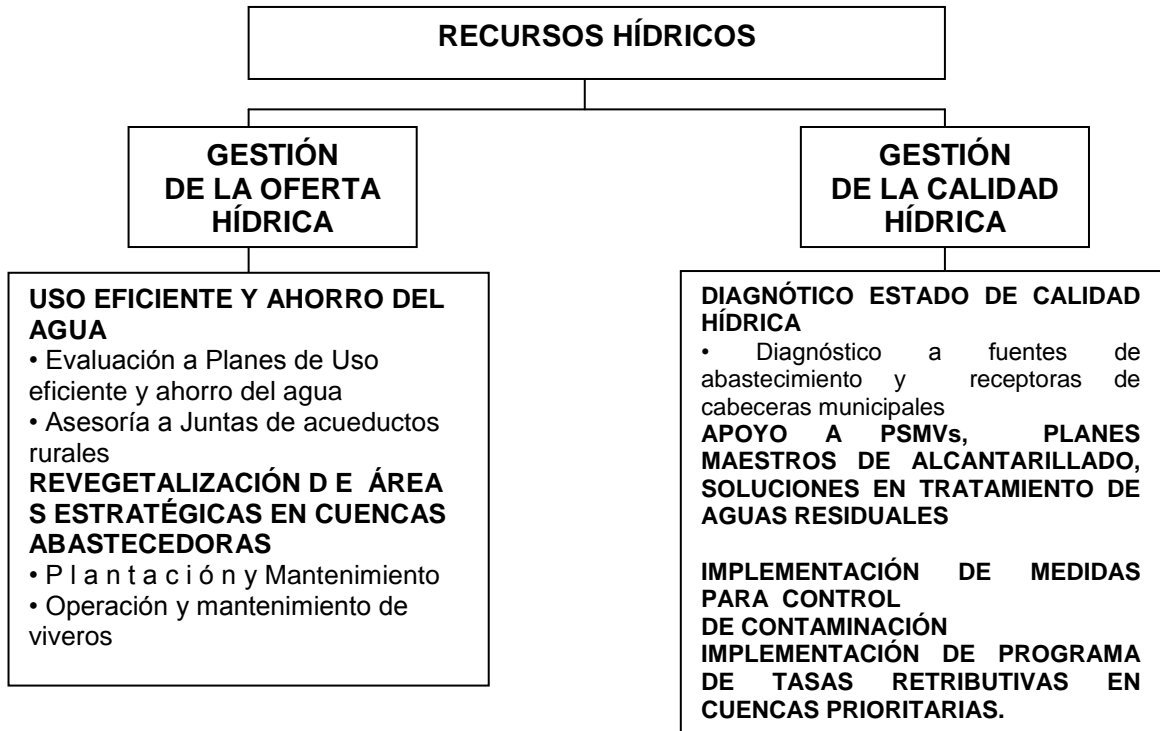 RECURSOS HÍDRICOS
GESTIÓN
DE LA OFERTA
HÍDRICA
USO EFICIENTE Y AHORRO DEL
AGUA
• Evaluación a Planes de Uso
eficiente y ahorro del agua
• Asesoría a Juntas de acueductos
rurales
REVEGETALIZACIÓN D E ÁREA
S ESTRATÉGICAS EN CUENCAS
ABASTECEDORAS
• P l a n t a c i ó n y Mantenimiento
• Operación y mantenimiento de
viveros
GESTIÓN
DE LA CALIDAD
HÍDRICA
DIAGNÓTICO ESTADO DE CALIDAD
HÍDRICA
• Diagnóstico a fuentes de
abastecimiento y receptoras de
cabeceras municipales
APOYO A PSMVs, PLANES
MAESTROS DE ALCANTARILLADO,
SOLUCIONES EN TRATAMIENTO DE
AGUAS RESIDUALES
IMPLEMENTACIÓN DE MEDIDAS
PARA CONTROL
DE CONTAMINACIÓN
IMPLEMENTACIÓN DE PROGRAMA
DE TASAS RETRIBUTIVAS EN
CUENCAS PRIORITARIAS.